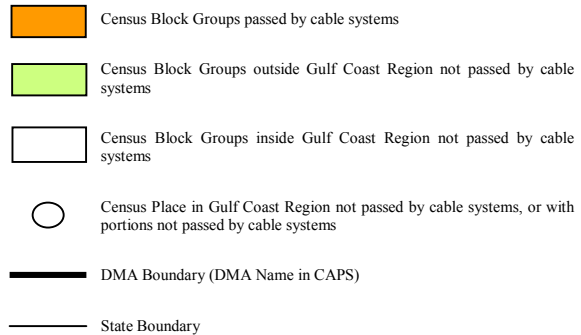 Census Block Groups passed by cable systems
Census Block Groups outside Gulf Coast Region not passed by cable
systems
Census Block Groups inside Gulf Coast Region not passed by cable
systems
Census Place in Gulf Coast Region not passed by cable systems, or with
portions not passed by cable systems
DMA Boundary (DMA Name in CAPS)
State Boundary